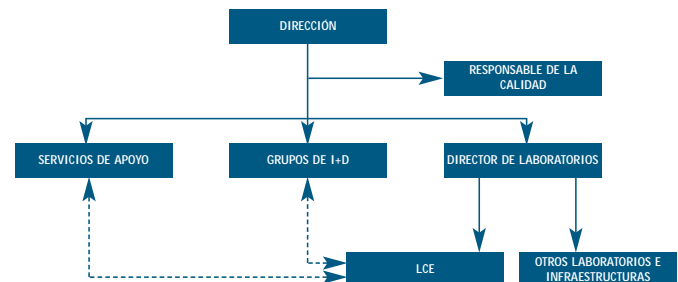 DIRECCIÓN
RESPONSABLE DE LA
CALIDAD
SERVICIOS DE APOYO
GRUPOS DE I+D
DIRECTOR DE LABORATORIOS
LCE
OTROS LABORATORIOS E
INFRAESTRUCTURAS